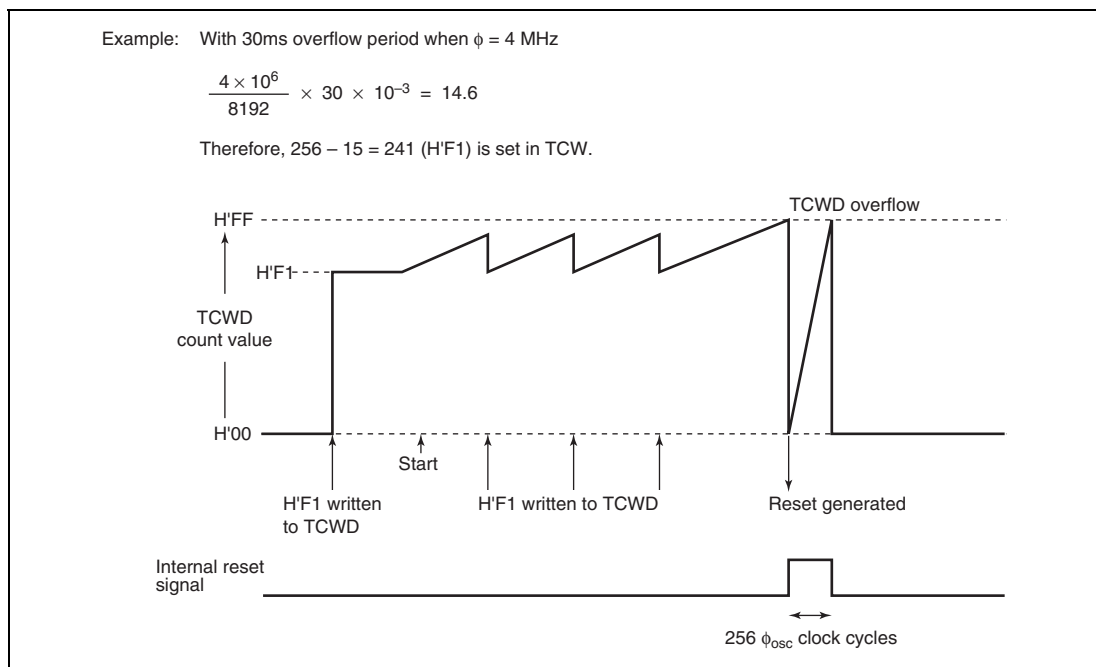 Example: With 30ms overflow period when ϕ = 4 MHz
4 × 10⁶
8192
× 30 × 10⁻³ = 14.6
Therefore, 256 – 15 = 241 (H'F1) is set in TCW.
TCWD overflow
H'FF
H'F1
TCWD
count value
H'00
Start
H'F1 written
to TCWD
H'F1 written to TCWD
Reset generated
Internal reset
signal
256 ϕosc clock cycles